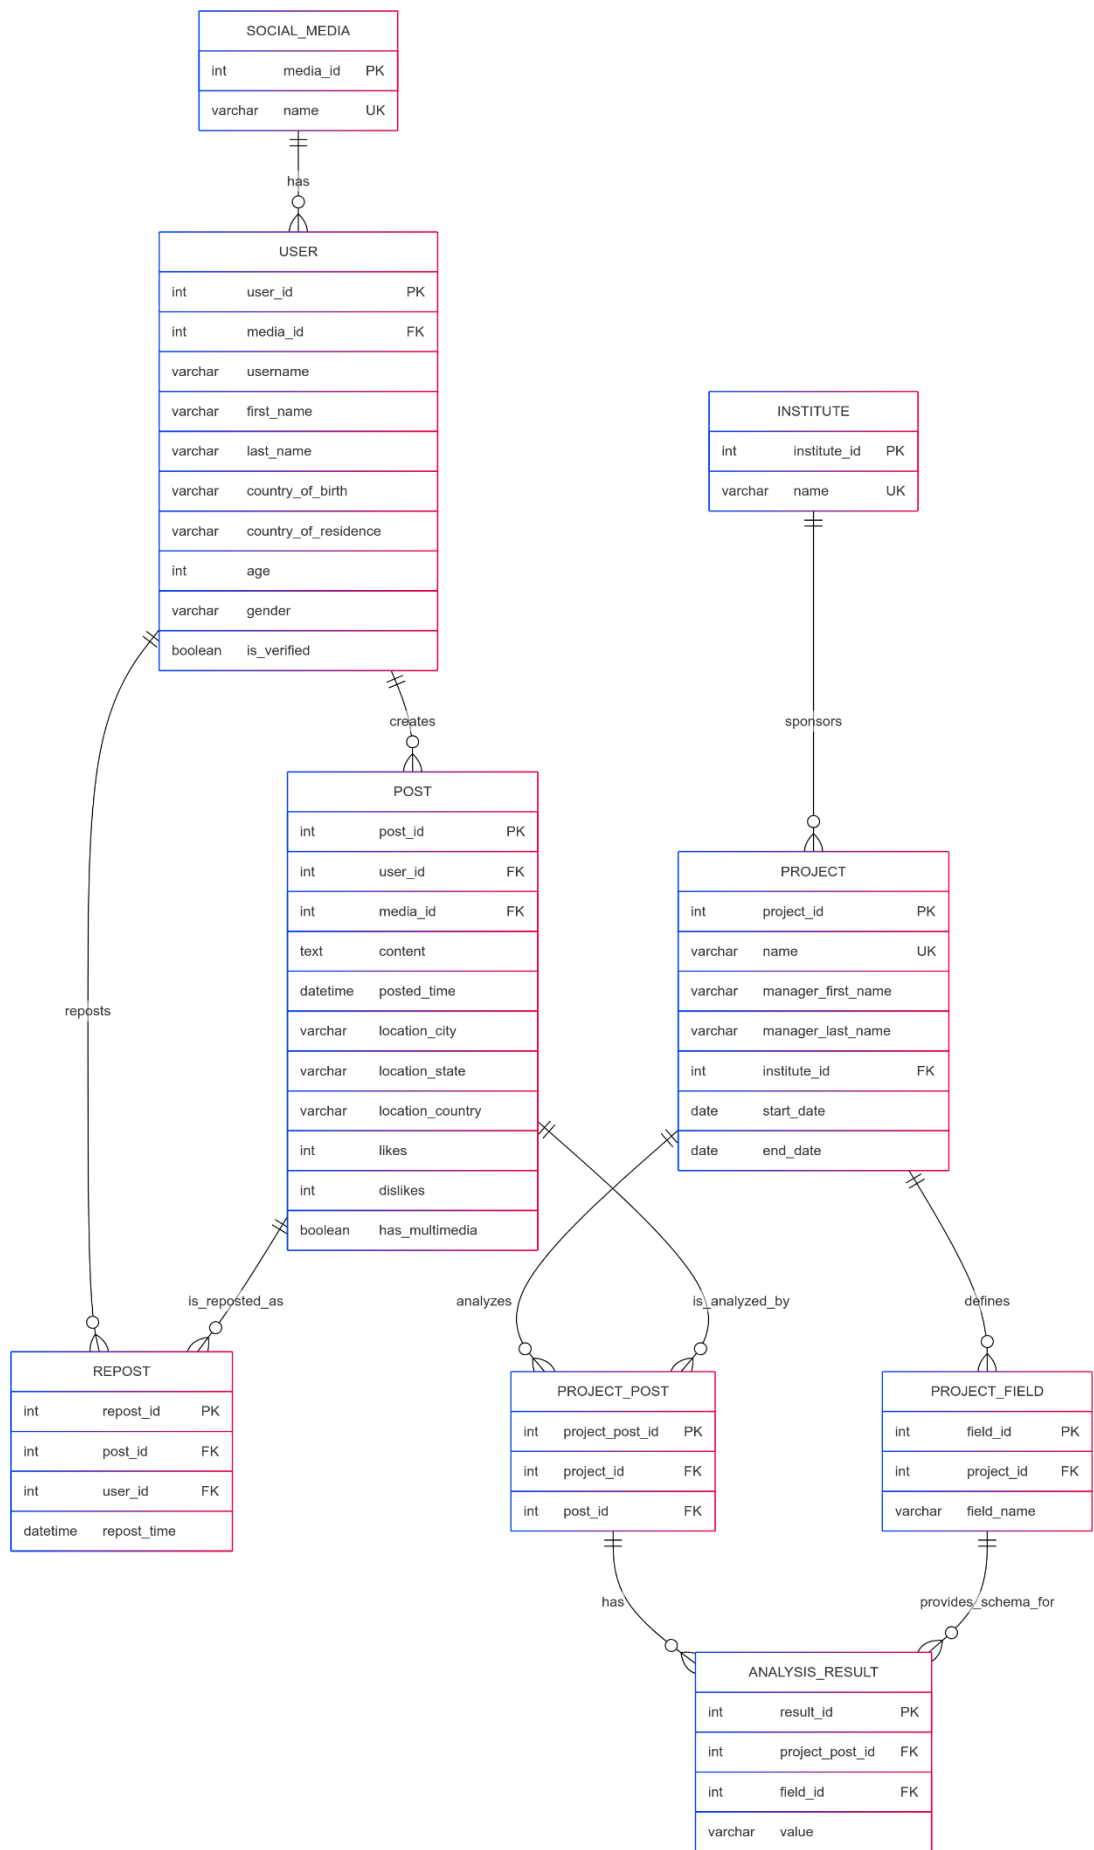 SOCIAL_MEDIA
int media_id PK
varchar name UK
has
USER
int user_id PK
int media_id FK
varchar username
varchar first_name
varchar last_name
varchar country_of_birth
varchar country_of_residence
int age
varchar gender
boolean is_verified
INSTITUTE
int institute_id PK
varchar name UK
creates
sponsors
POST
int post_id PK
int user_id FK
int media_id FK
text content
datetime posted_time
varchar location_city
varchar location_state
varchar location_country
int likes
int dislikes
boolean has_multimedia
PROJECT
int project_id PK
varchar name UK
varchar manager_first_name
varchar manager_last_name
int institute_id FK
date start_date
date end_date
reposts
is_reposted_as
analyzes
is_analyzed_by
defines
REPOST
int repost_id PK
int post_id FK
int user_id FK
datetime repost_time
PROJECT_POST
int project_post_id PK
int project_id FK
int post_id FK
PROJECT_FIELD
int field_id PK
int project_id FK
varchar field_name
has
provides_schema_for
ANALYSIS_RESULT
int result_id PK
int project_post_id FK
int field_id FK
varchar value